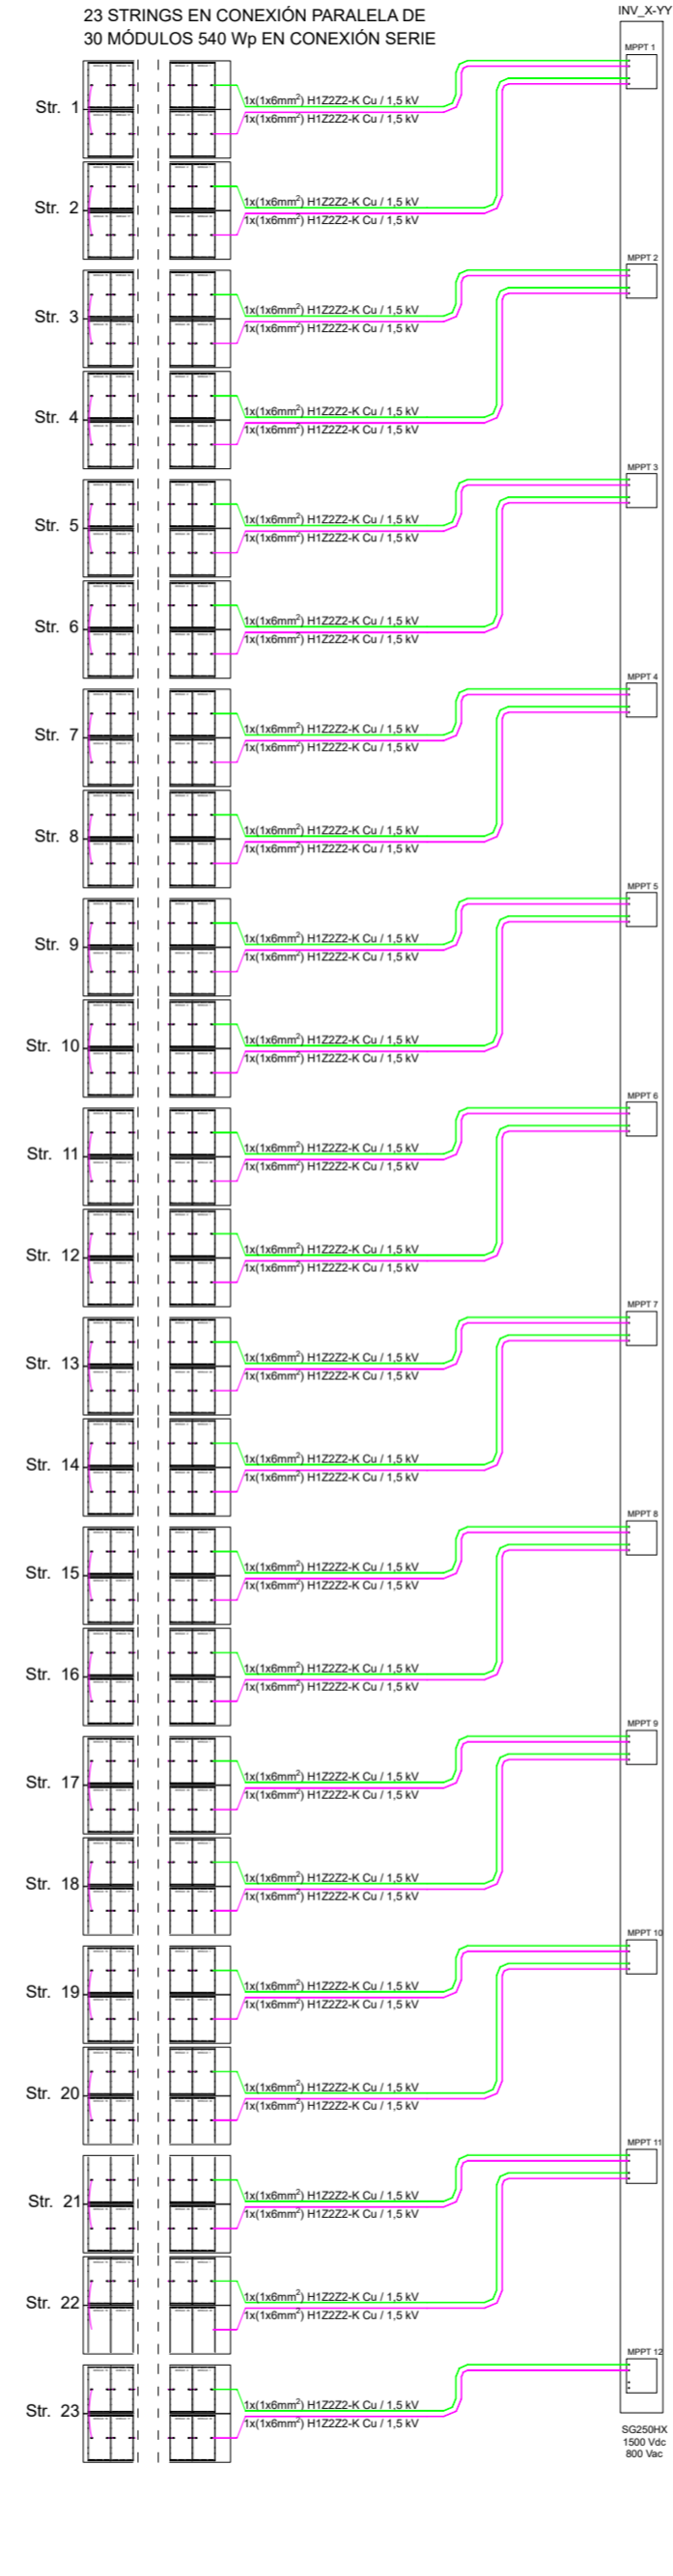 23 STRINGS EN CONEXIÓN PARALELA DE
30 MÓDULOS 540 Wp EN CONEXIÓN SERIE
INV_X-YY
MPPT 1
Str. 1
1x(1x6mm²) H1Z2Z2-K Cu / 1,5 kV
1x(1x6mm²) H1Z2Z2-K Cu / 1,5 kV
Str. 2
1x(1x6mm²) H1Z2Z2-K Cu / 1,5 kV
1x(1x6mm²) H1Z2Z2-K Cu / 1,5 kV
MPPT 2
Str. 3
1x(1x6mm²) H1Z2Z2-K Cu / 1,5 kV
1x(1x6mm²) H1Z2Z2-K Cu / 1,5 kV
Str. 4
1x(1x6mm²) H1Z2Z2-K Cu / 1,5 kV
1x(1x6mm²) H1Z2Z2-K Cu / 1,5 kV
MPPT 3
Str. 5
1x(1x6mm²) H1Z2Z2-K Cu / 1,5 kV
1x(1x6mm²) H1Z2Z2-K Cu / 1,5 kV
Str. 6
1x(1x6mm²) H1Z2Z2-K Cu / 1,5 kV
1x(1x6mm²) H1Z2Z2-K Cu / 1,5 kV
MPPT 4
Str. 7
1x(1x6mm²) H1Z2Z2-K Cu / 1,5 kV
1x(1x6mm²) H1Z2Z2-K Cu / 1,5 kV
Str. 8
1x(1x6mm²) H1Z2Z2-K Cu / 1,5 kV
1x(1x6mm²) H1Z2Z2-K Cu / 1,5 kV
MPPT 5
Str. 9
1x(1x6mm²) H1Z2Z2-K Cu / 1,5 kV
1x(1x6mm²) H1Z2Z2-K Cu / 1,5 kV
Str. 10
1x(1x6mm²) H1Z2Z2-K Cu / 1,5 kV
1x(1x6mm²) H1Z2Z2-K Cu / 1,5 kV
MPPT 6
Str. 11
1x(1x6mm²) H1Z2Z2-K Cu / 1,5 kV
1x(1x6mm²) H1Z2Z2-K Cu / 1,5 kV
Str. 12
1x(1x6mm²) H1Z2Z2-K Cu / 1,5 kV
1x(1x6mm²) H1Z2Z2-K Cu / 1,5 kV
MPPT 7
Str. 13
1x(1x6mm²) H1Z2Z2-K Cu / 1,5 kV
1x(1x6mm²) H1Z2Z2-K Cu / 1,5 kV
Str. 14
1x(1x6mm²) H1Z2Z2-K Cu / 1,5 kV
1x(1x6mm²) H1Z2Z2-K Cu / 1,5 kV
MPPT 8
Str. 15
1x(1x6mm²) H1Z2Z2-K Cu / 1,5 kV
1x(1x6mm²) H1Z2Z2-K Cu / 1,5 kV
Str. 16
1x(1x6mm²) H1Z2Z2-K Cu / 1,5 kV
1x(1x6mm²) H1Z2Z2-K Cu / 1,5 kV
MPPT 9
Str. 17
1x(1x6mm²) H1Z2Z2-K Cu / 1,5 kV
1x(1x6mm²) H1Z2Z2-K Cu / 1,5 kV
Str. 18
1x(1x6mm²) H1Z2Z2-K Cu / 1,5 kV
1x(1x6mm²) H1Z2Z2-K Cu / 1,5 kV
MPPT 10
Str. 19
1x(1x6mm²) H1Z2Z2-K Cu / 1,5 kV
1x(1x6mm²) H1Z2Z2-K Cu / 1,5 kV
Str. 20
1x(1x6mm²) H1Z2Z2-K Cu / 1,5 kV
1x(1x6mm²) H1Z2Z2-K Cu / 1,5 kV
MPPT 11
Str. 21
1x(1x6mm²) H1Z2Z2-K Cu / 1,5 kV
1x(1x6mm²) H1Z2Z2-K Cu / 1,5 kV
Str. 22
1x(1x6mm²) H1Z2Z2-K Cu / 1,5 kV
1x(1x6mm²) H1Z2Z2-K Cu / 1,5 kV
MPPT 12
Str. 23
1x(1x6mm²) H1Z2Z2-K Cu / 1,5 kV
1x(1x6mm²) H1Z2Z2-K Cu / 1,5 kV
SG250HX
1500 Vdc
800 Vac